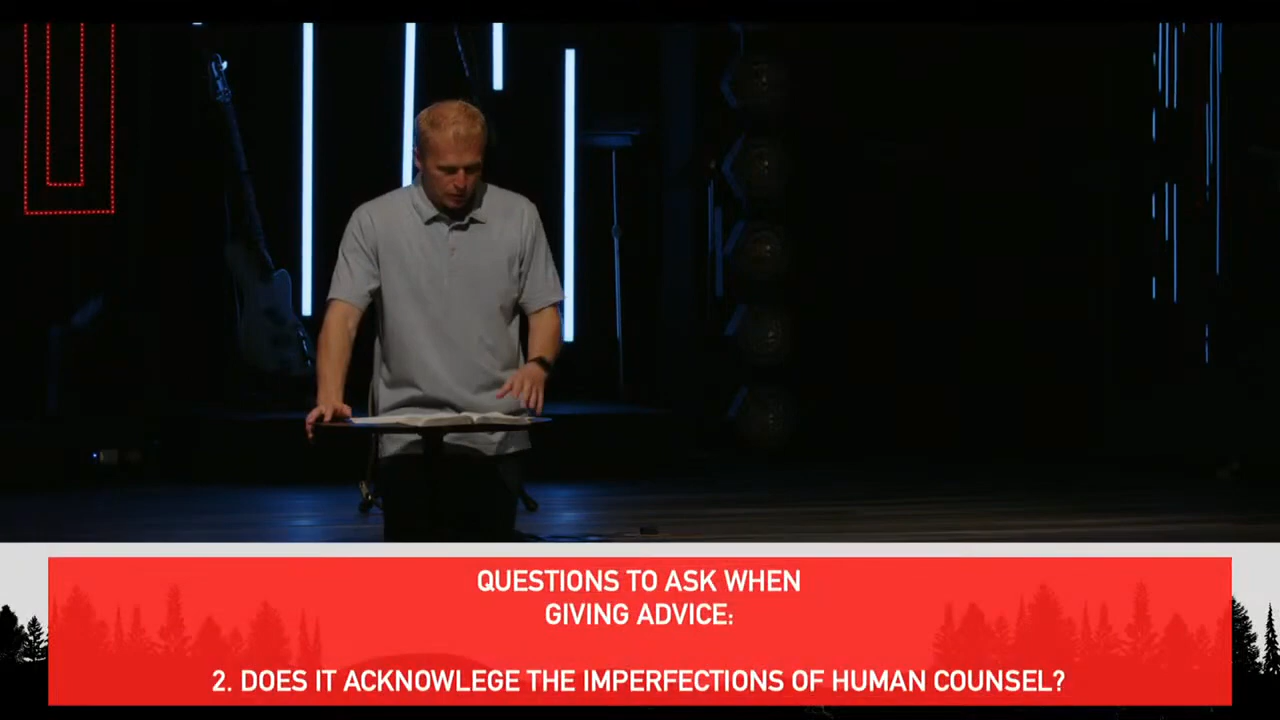 QUESTIONS TO ASK WHEN
GIVING ADVICE:
2. DOES IT ACKNOWLEGE THE IMPERFECTIONS OF HUMAN COUNSEL?